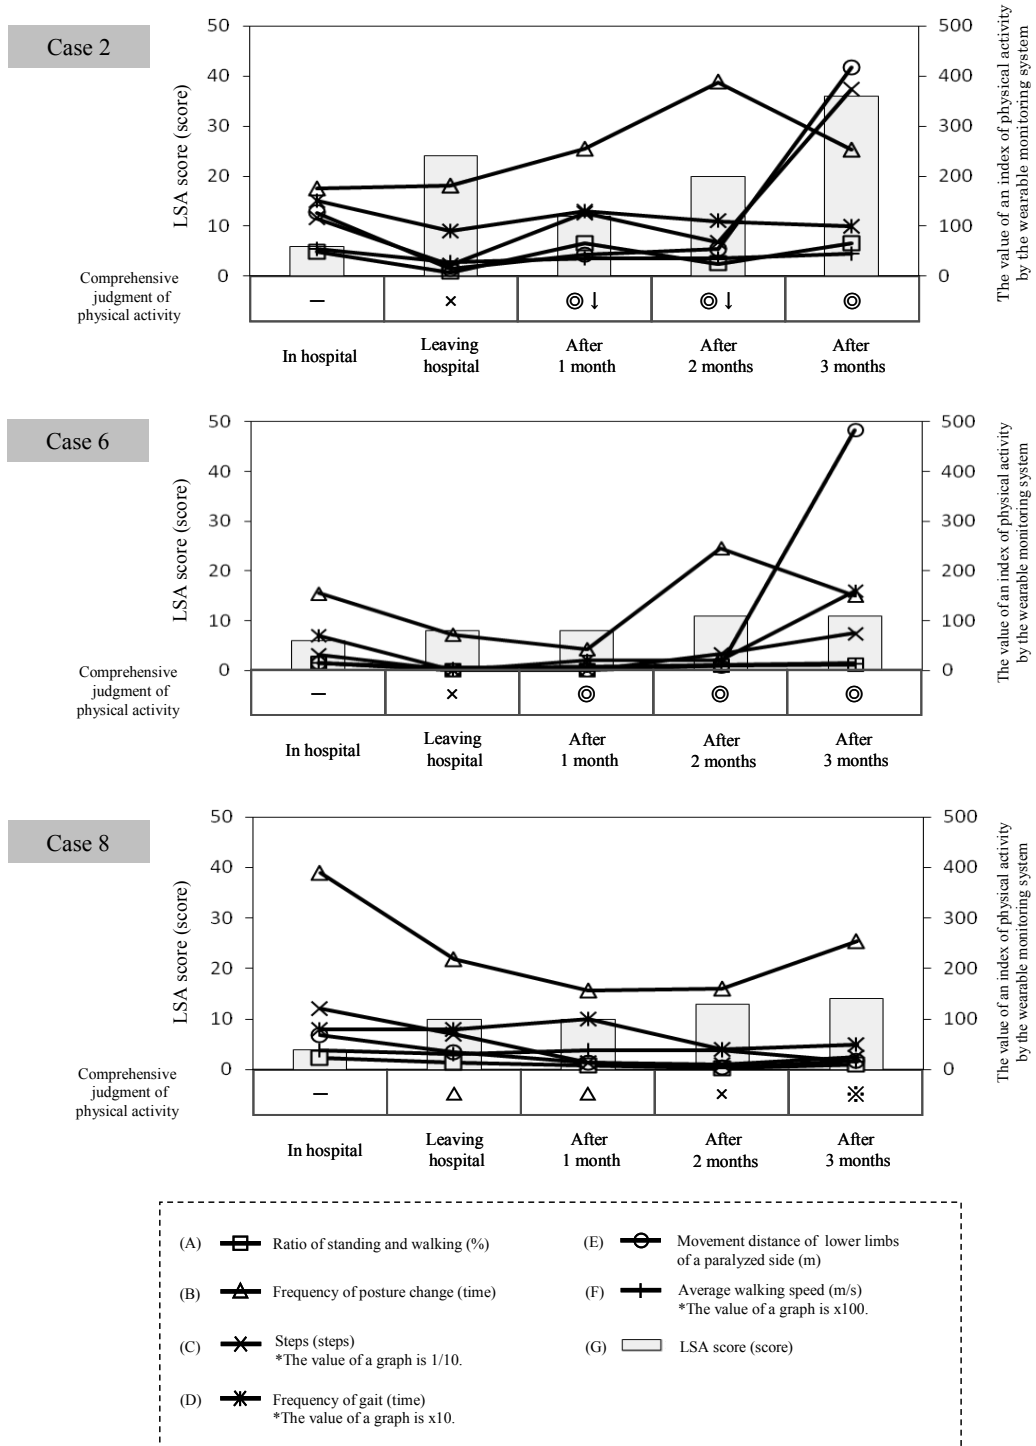 Case 2
LSA score (score)
50
40
30
20
10
0
500
400
300
200
100
0
The value of an index of physical activity
by the wearable monitoring system
Comprehensive
judgment of
physical activity
— × ◎↓ ◎↓ ◎
In hospital
Leaving
hospital
After
1 month
After
2 months
After
3 months
Case 6
LSA score (score)
50
40
30
20
10
0
500
400
300
200
100
0
The value of an index of physical activity
by the wearable monitoring system
Comprehensive
judgment of
physical activity
— × ◎ ◎ ◎
In hospital
Leaving
hospital
After
1 month
After
2 months
After
3 months
Case 8
LSA score (score)
50
40
30
20
10
0
500
400
300
200
100
0
The value of an index of physical activity
by the wearable monitoring system
Comprehensive
judgment of
physical activity
— △ △ × ※
In hospital
Leaving
hospital
After
1 month
After
2 months
After
3 months
(A) Ratio of standing and walking (%)
(B) Frequency of posture change (time)
(C) Steps (steps)
*The value of a graph is 1/10.
(D) Frequency of gait (time)
*The value of a graph is x10.
(E) Movement distance of lower limbs
of a paralyzed side (m)
(F) Average walking speed (m/s)
*The value of a graph is x100.
(G) LSA score (score)